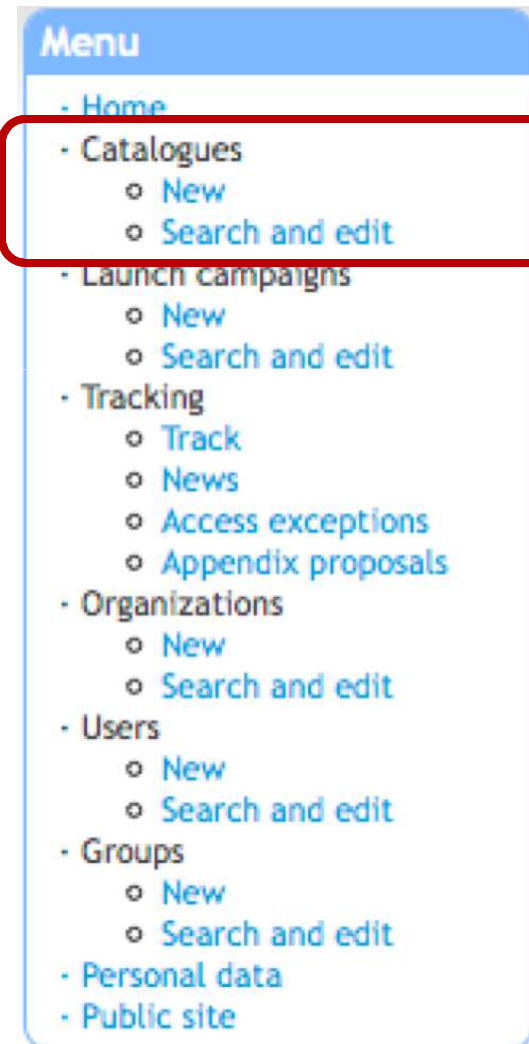 Menu
· Home
· Catalogues
o New
o Search and edit
· Launch campaigns
o New
o Search and edit
· Tracking
o Track
o News
o Access exceptions
o Appendix proposals
· Organizations
o New
o Search and edit
· Users
o New
o Search and edit
· Groups
o New
o Search and edit
· Personal data
· Public site